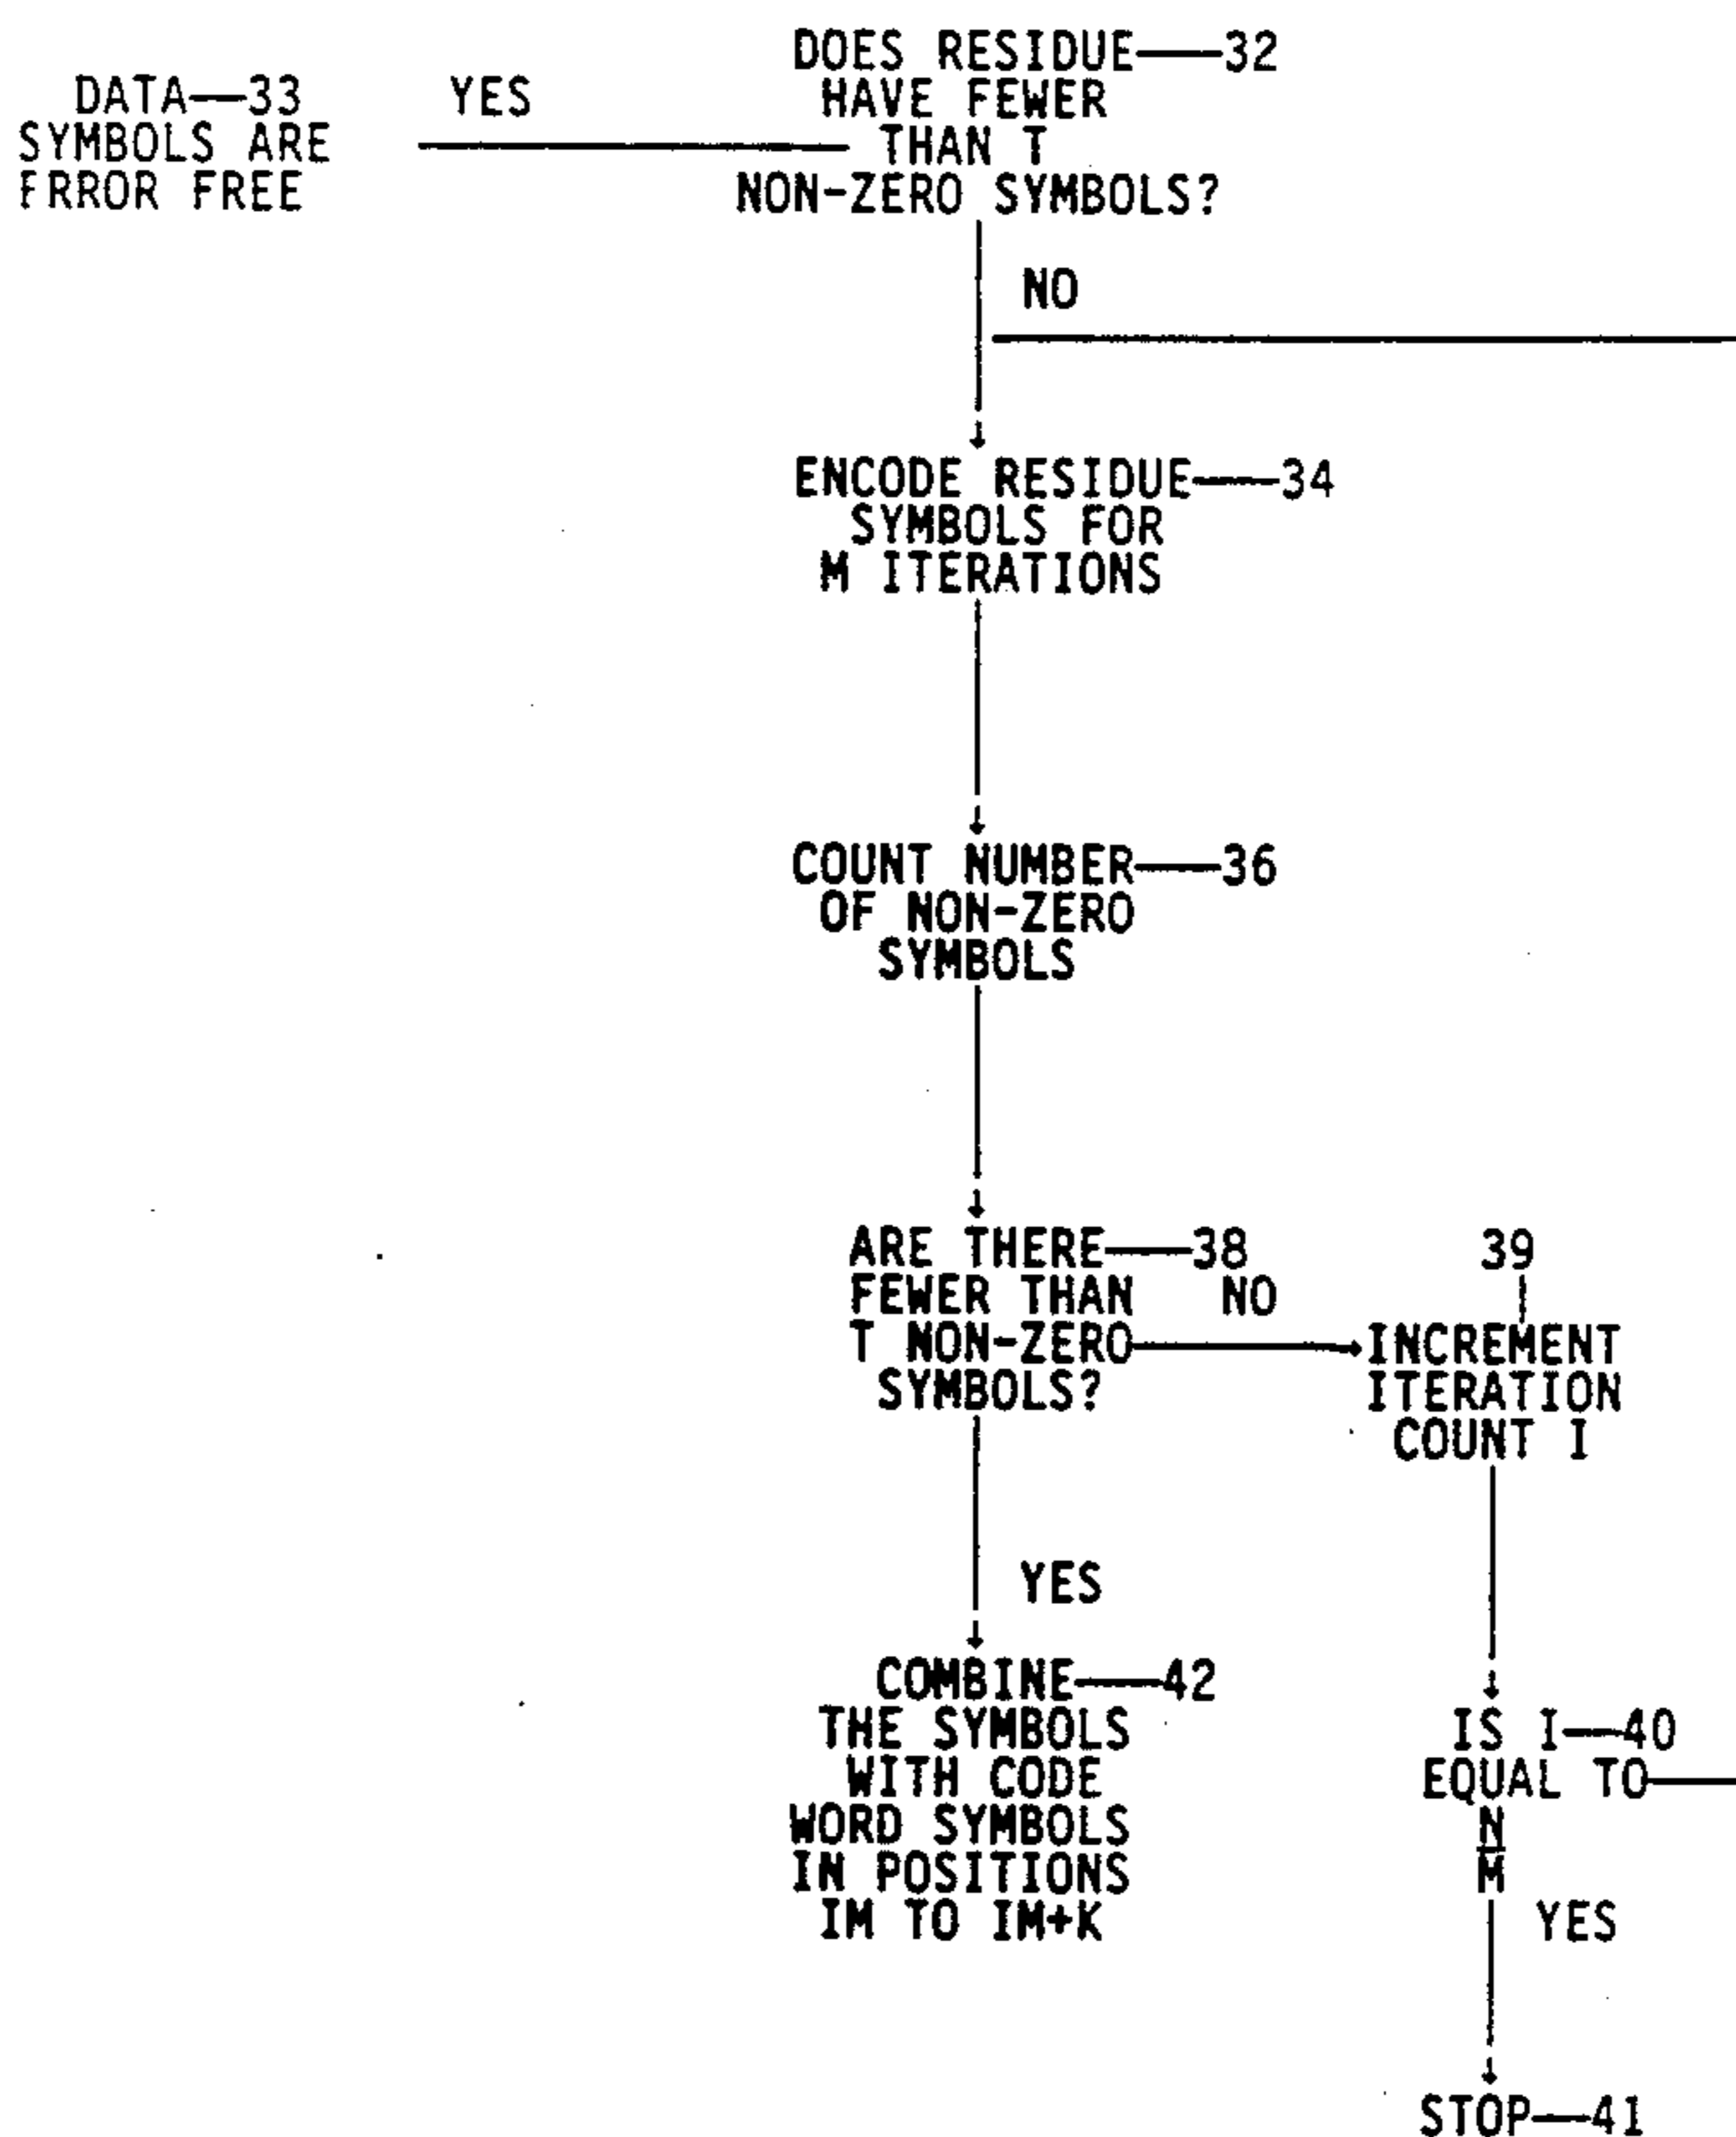 DOES RESIDUE——32
HAVE FEWER
THAN T
NON-ZERO SYMBOLS?
YES
DATA——33
SYMBOLS ARE
FRROR FREE
NO
ENCODE RESIDUE——34
SYMBOLS FOR
M ITERATIONS
COUNT NUMBER——36
OF NON-ZERO
SYMBOLS
ARE THERE——38
FEWER THAN
T NON-ZERO
SYMBOLS?
NO
39
INCREMENT
ITERATION
COUNT I
YES
COMBINE——42
THE SYMBOLS
WITH CODE
WORD SYMBOLS
IN POSITIONS
IM TO IM+K
IS I——40
EQUAL TO
N
M
YES
STOP——41